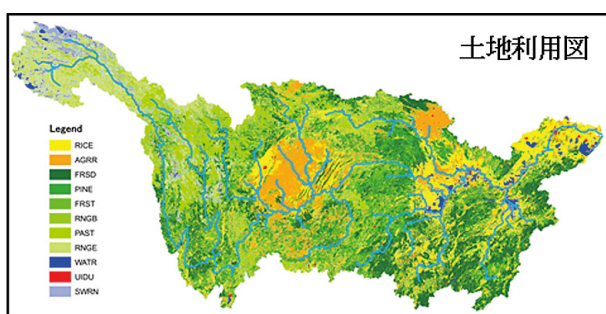 土地利用図
Legend
RICE
AGRR
FRSD
PINE
FRST
RNGB
PAST
RNGE
WATR
UIDU
SWRN